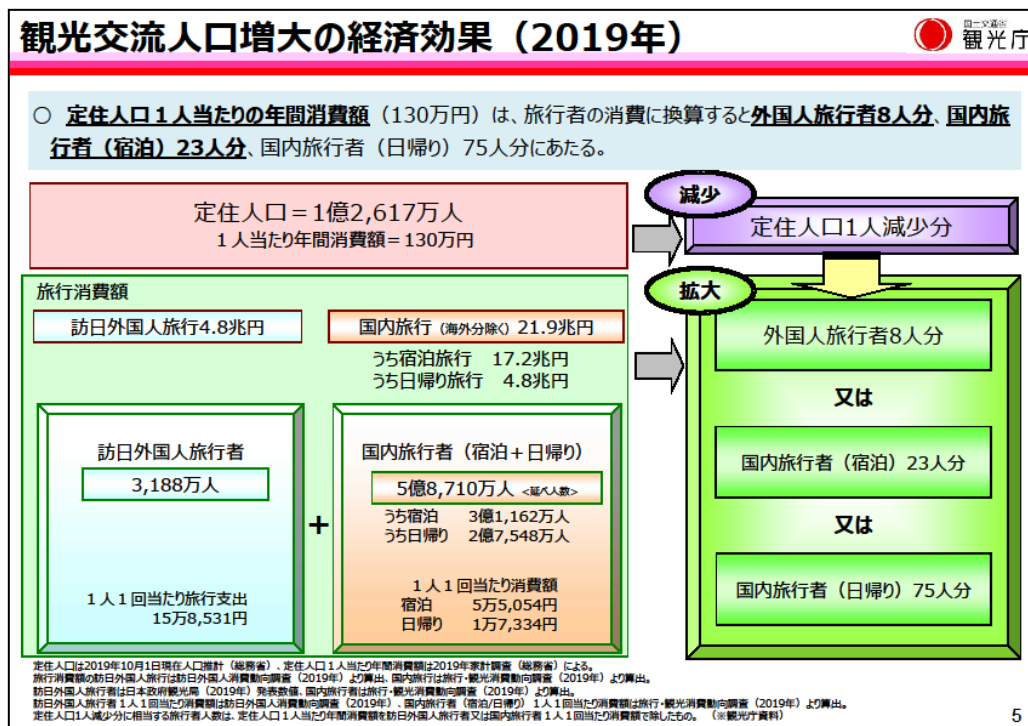 観光交流人口増大の経済効果（2019年）
国土交通省
観光庁
○ 定住人口１人当たりの年間消費額（130万円）は、旅行者の消費に換算すると外国人旅行者8人分、国内旅
行者（宿泊）23人分、国内旅行者（日帰り）75人分にあたる。
定住人口＝1億2,617万人
１人当たり年間消費額＝130万円
減少
定住人口1人減少分
旅行消費額
訪日外国人旅行4.8兆円
国内旅行（海外分除く）21.9兆円
うち宿泊旅行 17.2兆円
うち日帰り旅行 4.8兆円
訪日外国人旅行者
3,188万人
１人１回当たり旅行支出
15万8,531円
+
国内旅行者（宿泊＋日帰り）
5億8,710万人 <延べ人数>
うち宿泊 3億1,162万人
うち日帰り 2億7,548万人
１人１回当たり消費額
宿泊 5万5,054円
日帰り 1万7,334円
拡大
外国人旅行者8人分
又は
国内旅行者（宿泊）23人分
又は
国内旅行者（日帰り）75人分
定住人口は2019年10月1日現在人口推計（総務省）、定住人口１人当たり年間消費額は2019年家計調査（総務省）による。
旅行消費額の訪日外国人旅行は訪日外国人消費動向調査（2019年）より算出、国内旅行は旅行・観光消費動向調査（2019年）より算出。
訪日外国人旅行者は日本政府観光局（2019年）発表数値、国内旅行者は旅行・観光消費動向調査（2019年）より算出。
訪日外国人旅行者１人１回当たり消費額は訪日外国人消費動向調査（2019年）、国内旅行者（宿泊/日帰り）１人１回当たり消費額は旅行・観光消費動向調査（2019年）より算出。
定住人口1人減少分に相当する旅行者人数は、定住人口１人当たり年間消費額を訪日外国人旅行者又は国内旅行者１人１回当たり消費額で除したもの。（※観光庁資料）
5